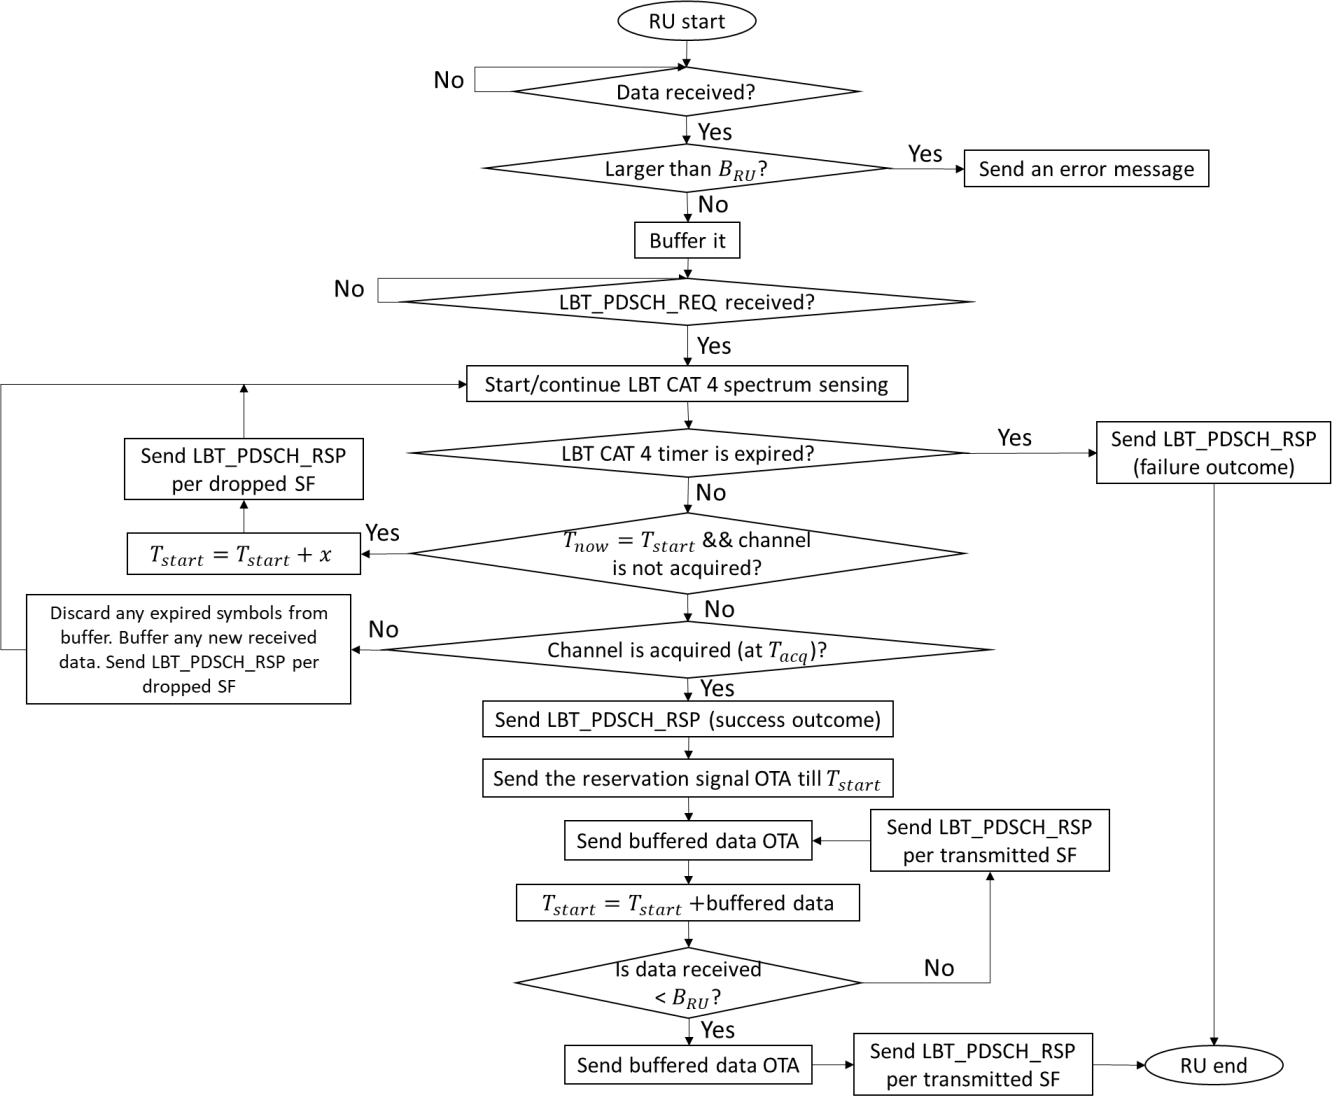 RU start
No
Data received?
Yes
Larger than B_{RU}?
Yes
Send an error message
No
Buffer it
No
LBT_PDSCH_REQ received?
Yes
Start/continue LBT CAT 4 spectrum sensing
Send LBT_PDSCH_RSP
per dropped SF
LBT CAT 4 timer is expired?
Yes
Send LBT_PDSCH_RSP
(failure outcome)
No
T_{start} = T_{start} + x
Yes
T_{now} = T_{start} && channel
is not acquired?
No
Discard any expired symbols from
buffer. Buffer any new received
data. Send LBT_PDSCH_RSP per
dropped SF
No
Channel is acquired (at T_{acq})?
Yes
Send LBT_PDSCH_RSP (success outcome)
Send the reservation signal OTA till T_{start}
Send buffered data OTA
Send LBT_PDSCH_RSP
per transmitted SF
T_{start} = T_{start} +buffered data
Is data received
< B_{RU}?
No
Yes
Send buffered data OTA
Send LBT_PDSCH_RSP
per transmitted SF
RU end